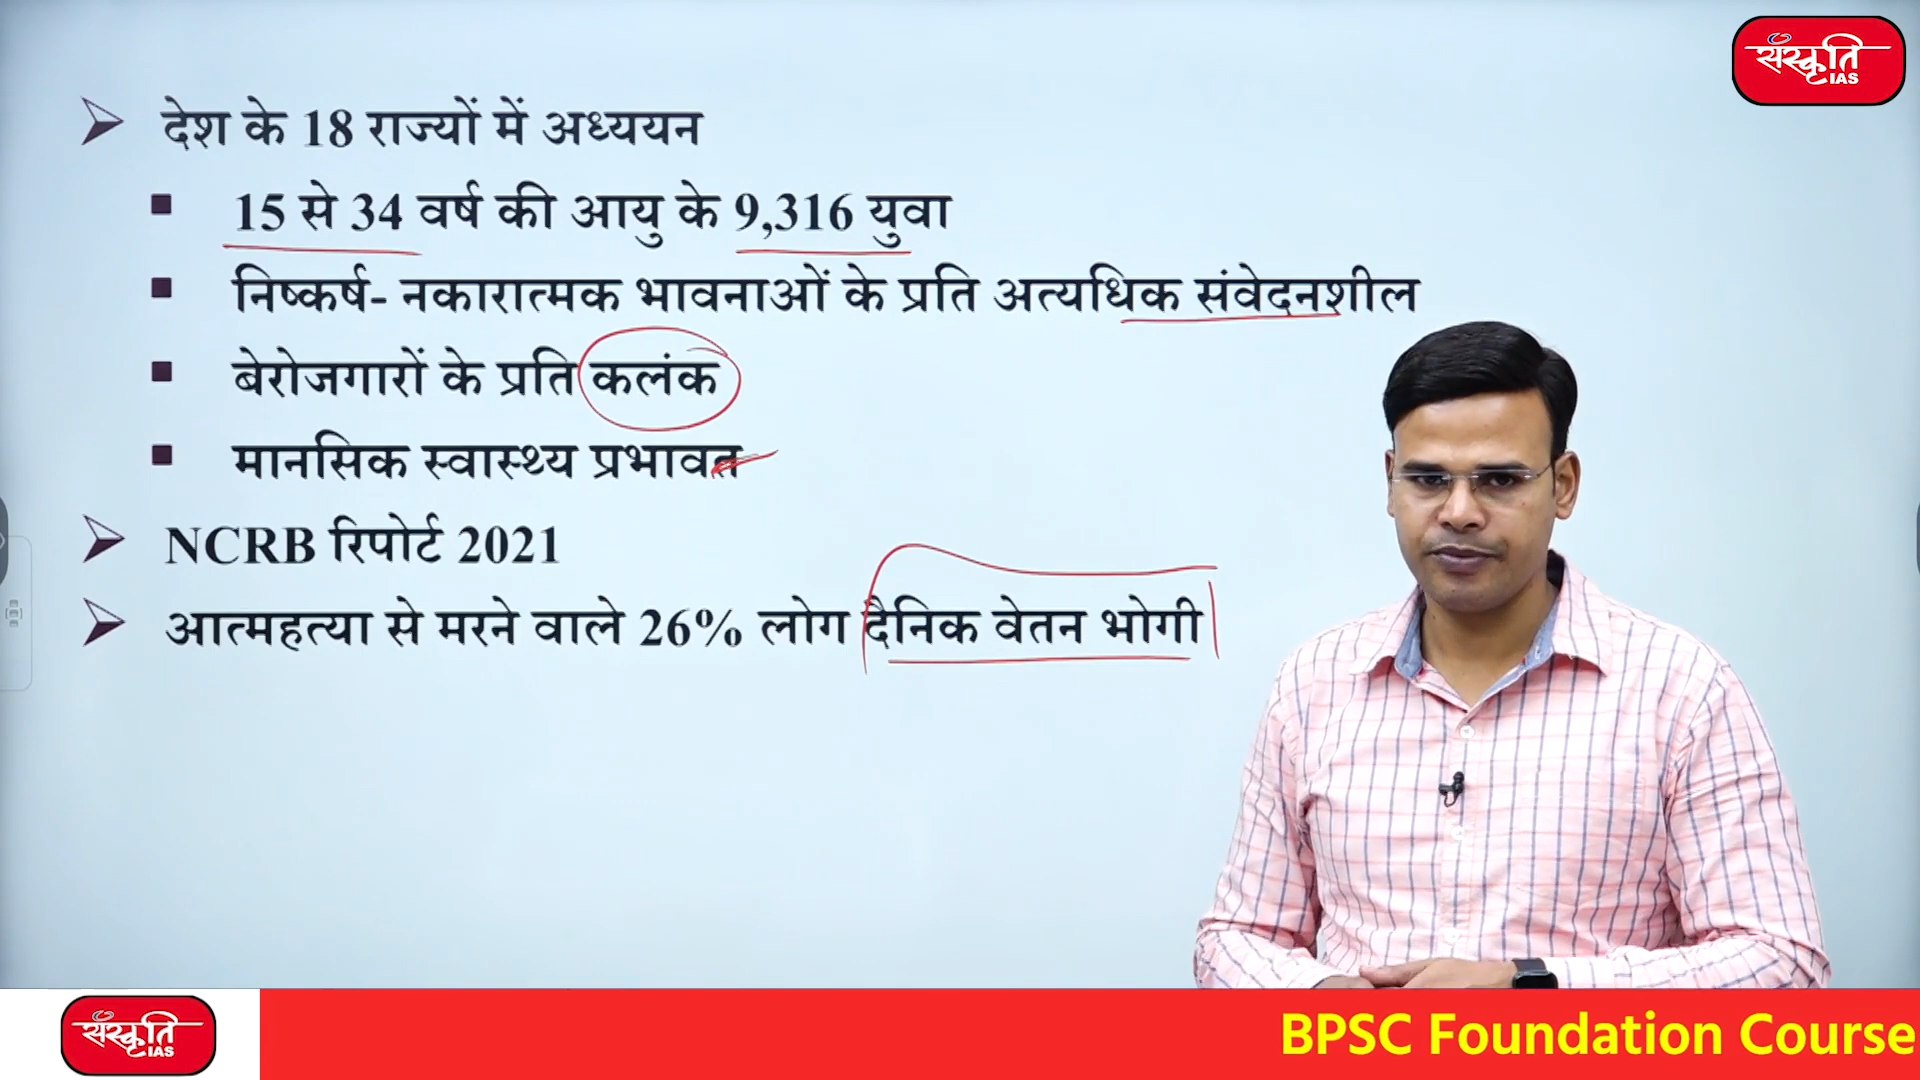 संस्कृति
IAS
देश के 18 राज्यों में अध्ययन
15 से 34 वर्ष की आयु के 9,316 युवा
निष्कर्ष- नकारात्मक भावनाओं के प्रति अत्यधिक संवेदनशील
बेरोजगारों के प्रति कलंक
मानसिक स्वास्थ्य प्रभावत
NCRB रिपोर्ट 2021
आत्महत्या से मरने वाले 26% लोग दैनिक वेतन भोगी
संस्कृति
IAS
BPSC Foundation Course